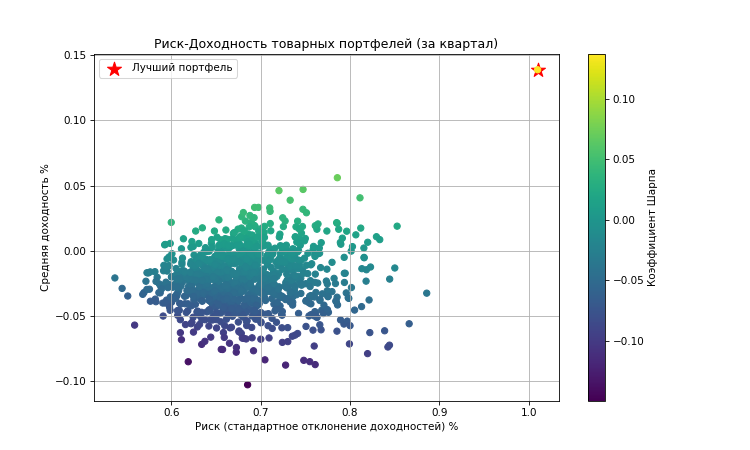 Риск-Доходность товарных портфелей (за квартал)
Лучший портфель
Средняя доходность %
0.15
0.10
0.05
0.00
−0.05
−0.10
0.6 0.7 0.8 0.9 1.0
Риск (стандартное отклонение доходностей) %
0.10
0.05
0.00
−0.05
−0.10
Коэффициент Шарпа